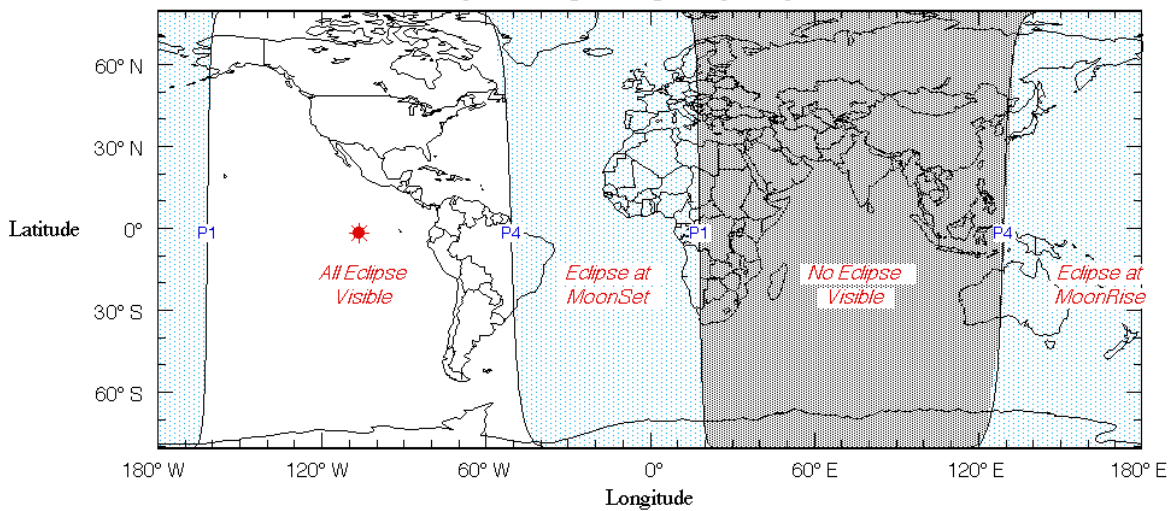 60° N
30° N
Latitude
0°
P1
P4
P1
P4
All Eclipse
Visible
Eclipse at
MoonSet
No Eclipse
Visible
Eclipse at
MoonRise
30° S
60° S
180° W
120° W
60° W
0°
60° E
120° E
180° E
Longitude